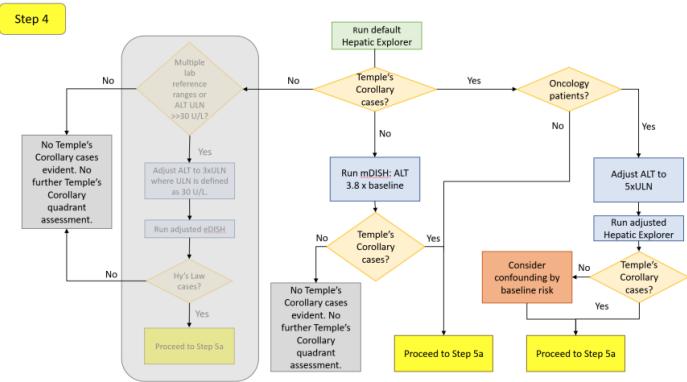 Step 4
Run default
Hepatic Explorer
Multiple
lab
reference
ranges or
ALT ULN
>>30 U/L?
No
No
Temple's
Corollary
cases?
Yes
Oncology
patients?
No
No
Yes
No Temple's
Corollary cases
evident. No
further Temple's
Corollary
quadrant
assessment.
Yes
Adjust ALT to 3xULN
where ULN is defined
as 30 U/L.
Run mDISH: ALT
3.8 x baseline
Adjust ALT to
5xULN
Run adjusted eDISH
Run adjusted
Hepatic Explorer
No
Temple's
Corollary
cases?
Yes
No
Hy's Law
cases?
Yes
Consider
confounding by
baseline risk
No
Temple's
Corollary
cases?
Yes
No Temple's
Corollary cases
evident. No
further Temple's
Corollary
quadrant
assessment.
Proceed to Step 5a
Proceed to Step 5a
Proceed to Step 5a